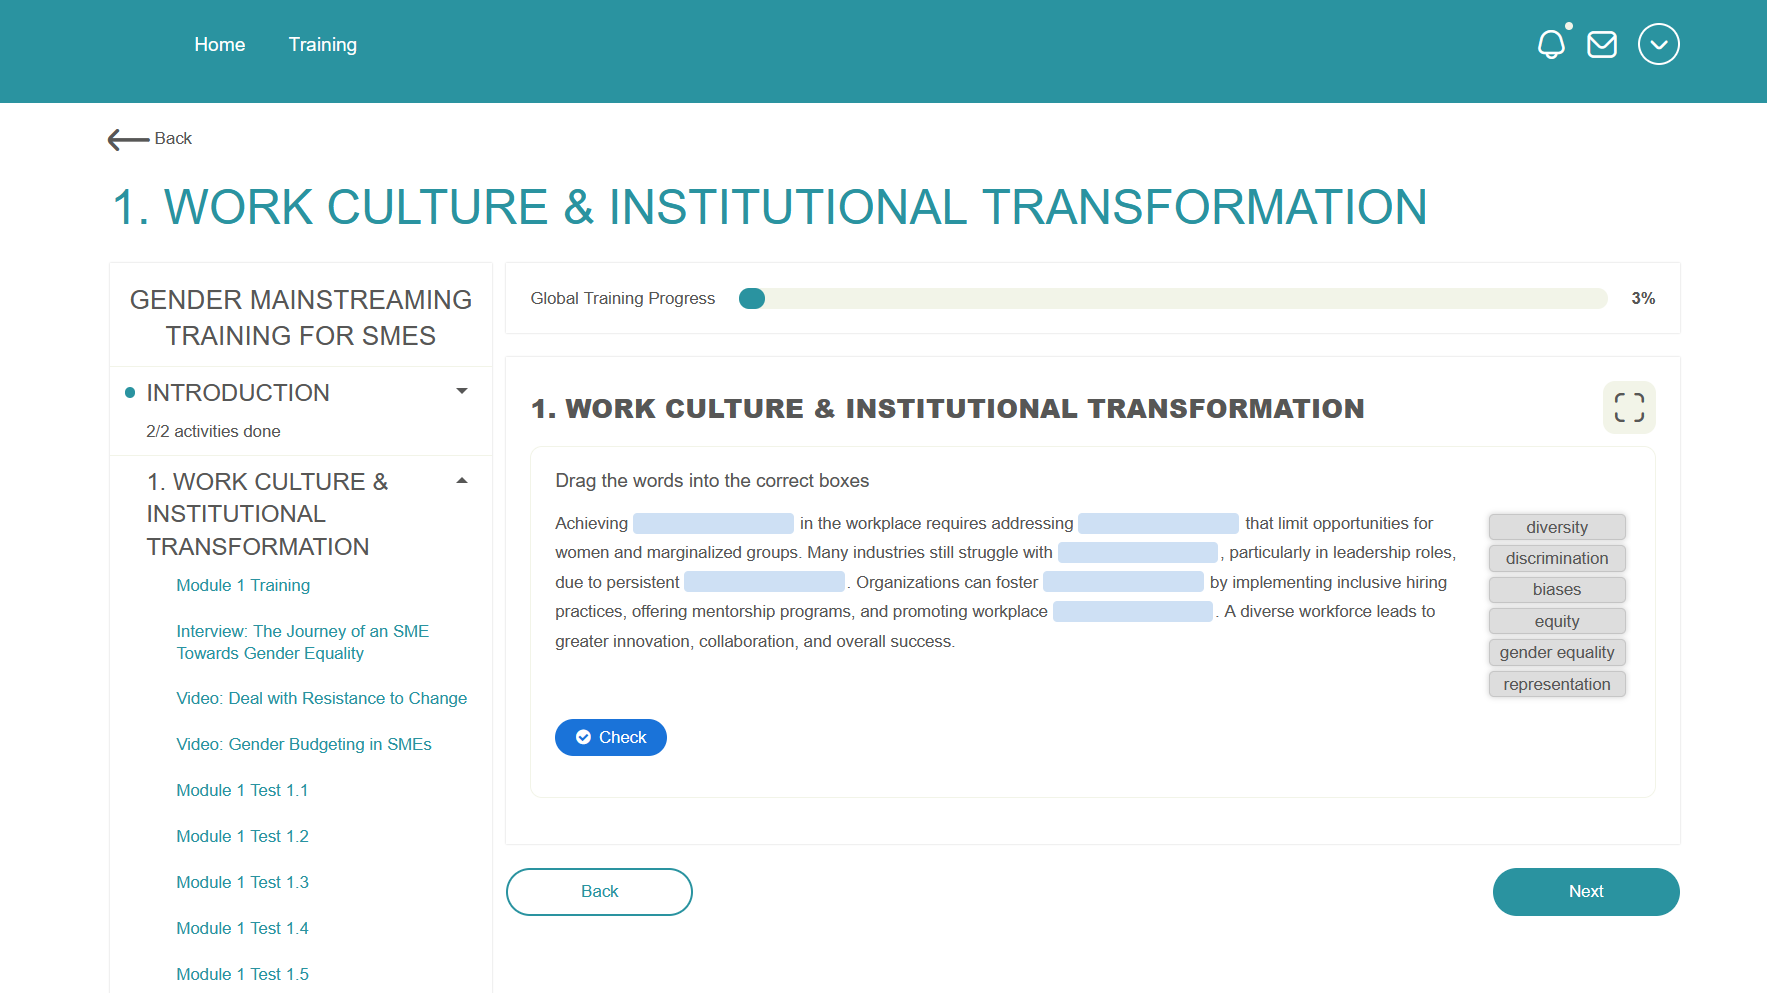 Home Training
Back
1. WORK CULTURE & INSTITUTIONAL TRANSFORMATION
GENDER MAINSTREAMING
TRAINING FOR SMES
INTRODUCTION
2/2 activities done
1. WORK CULTURE &
INSTITUTIONAL
TRANSFORMATION
Module 1 Training
Interview: The Journey of an SME
Towards Gender Equality
Video: Deal with Resistance to Change
Video: Gender Budgeting in SMEs
Module 1 Test 1.1
Module 1 Test 1.2
Module 1 Test 1.3
Module 1 Test 1.4
Module 1 Test 1.5
Global Training Progress 3%
1. WORK CULTURE & INSTITUTIONAL TRANSFORMATION
Drag the words into the correct boxes
Achieving in the workplace requires addressing that limit opportunities for
women and marginalized groups. Many industries still struggle with , particularly in leadership roles,
due to persistent . Organizations can foster by implementing inclusive hiring
practices, offering mentorship programs, and promoting workplace . A diverse workforce leads to
greater innovation, collaboration, and overall success.
diversity
discrimination
biases
equity
gender equality
representation
Check
Back
Next